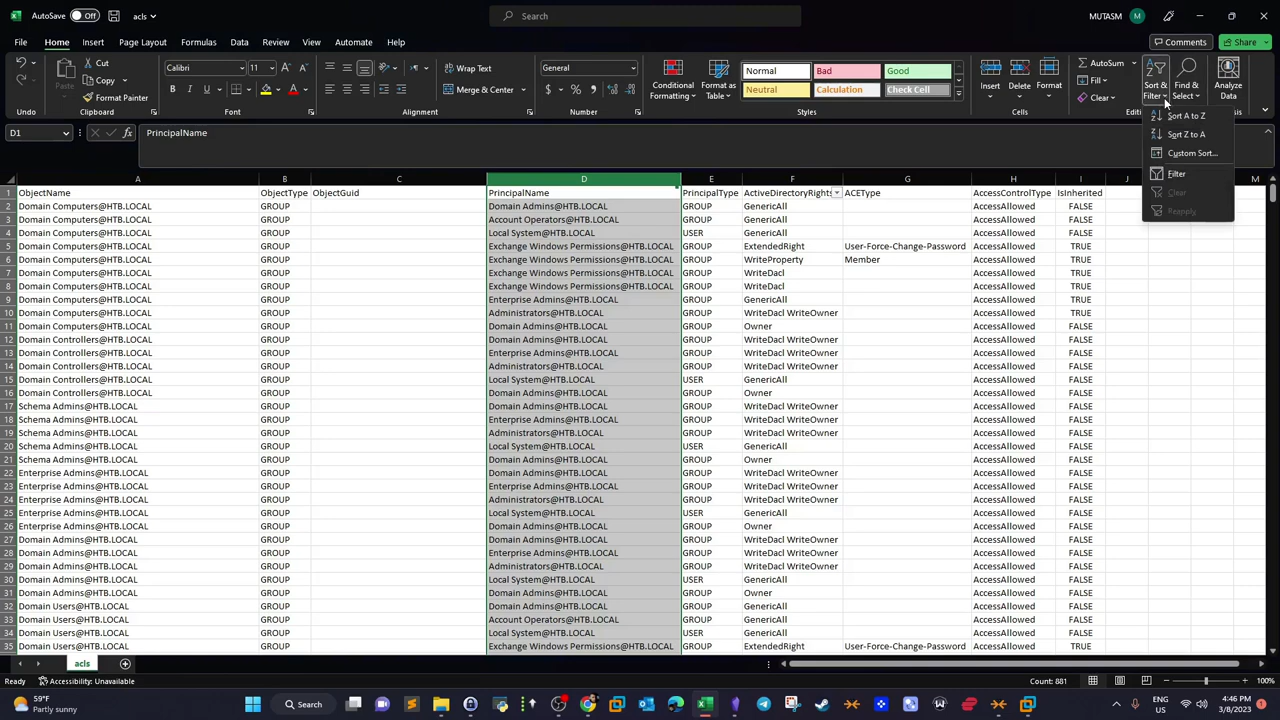 AutoSave Off acls Search MUTASM M
File Home Insert Page Layout Formulas Data Review View Automate Help Comments Share
Cut
Copy
Format Painter
Paste
Calibri 11
B I U
Wrap Text
Merge & Center
General
$ % 9
Conditional Formatting
Format as Table
Normal Bad Good
Neutral Calculation Check Cell
Insert Delete Format
AutoSum
Fill
Clear
Sort & Filter
Find & Select
Analyze Data
Undo Clipboard Font Alignment Number Styles Cells Editing Analysis
Sort A to Z
Sort Z to A
Custom Sort...
Filter
Clear
Reapply
D1 fx PrincipalName
A B C D E F G H I J M
1 ObjectName ObjectType ObjectGuid PrincipalName PrincipalType ActiveDirectoryRights ACEType AccessControlType IsInherited
2 Domain Computers@HTB.LOCAL GROUP Domain Admins@HTB.LOCAL GROUP GenericAll AccessAllowed FALSE
3 Domain Computers@HTB.LOCAL GROUP Account Operators@HTB.LOCAL GROUP GenericAll AccessAllowed FALSE
4 Domain Computers@HTB.LOCAL GROUP Local System@HTB.LOCAL USER GenericAll AccessAllowed FALSE
5 Domain Computers@HTB.LOCAL GROUP Exchange Windows Permissions@HTB.LOCAL GROUP ExtendedRight User-Force-Change-Password AccessAllowed TRUE
6 Domain Computers@HTB.LOCAL GROUP Exchange Windows Permissions@HTB.LOCAL GROUP WriteProperty Member AccessAllowed TRUE
7 Domain Computers@HTB.LOCAL GROUP Exchange Windows Permissions@HTB.LOCAL GROUP WriteDacl AccessAllowed TRUE
8 Domain Computers@HTB.LOCAL GROUP Exchange Windows Permissions@HTB.LOCAL GROUP WriteDacl AccessAllowed TRUE
9 Domain Computers@HTB.LOCAL GROUP Enterprise Admins@HTB.LOCAL GROUP GenericAll AccessAllowed TRUE
10 Domain Computers@HTB.LOCAL GROUP Administrators@HTB.LOCAL GROUP WriteDacl WriteOwner AccessAllowed TRUE
11 Domain Computers@HTB.LOCAL GROUP Domain Admins@HTB.LOCAL GROUP Owner AccessAllowed FALSE
12 Domain Controllers@HTB.LOCAL GROUP Domain Admins@HTB.LOCAL GROUP WriteDacl WriteOwner AccessAllowed FALSE
13 Domain Controllers@HTB.LOCAL GROUP Enterprise Admins@HTB.LOCAL GROUP WriteDacl WriteOwner AccessAllowed FALSE
14 Domain Controllers@HTB.LOCAL GROUP Administrators@HTB.LOCAL GROUP WriteDacl WriteOwner AccessAllowed FALSE
15 Domain Controllers@HTB.LOCAL GROUP Local System@HTB.LOCAL USER GenericAll AccessAllowed FALSE
16 Domain Controllers@HTB.LOCAL GROUP Domain Admins@HTB.LOCAL GROUP Owner AccessAllowed FALSE
17 Schema Admins@HTB.LOCAL GROUP Domain Admins@HTB.LOCAL GROUP WriteDacl WriteOwner AccessAllowed FALSE
18 Schema Admins@HTB.LOCAL GROUP Enterprise Admins@HTB.LOCAL GROUP WriteDacl WriteOwner AccessAllowed FALSE
19 Schema Admins@HTB.LOCAL GROUP Administrators@HTB.LOCAL GROUP WriteDacl WriteOwner AccessAllowed FALSE
20 Schema Admins@HTB.LOCAL GROUP Local System@HTB.LOCAL USER GenericAll AccessAllowed FALSE
21 Schema Admins@HTB.LOCAL GROUP Domain Admins@HTB.LOCAL GROUP Owner AccessAllowed FALSE
22 Enterprise Admins@HTB.LOCAL GROUP Domain Admins@HTB.LOCAL GROUP WriteDacl WriteOwner AccessAllowed FALSE
23 Enterprise Admins@HTB.LOCAL GROUP Enterprise Admins@HTB.LOCAL GROUP WriteDacl WriteOwner AccessAllowed FALSE
24 Enterprise Admins@HTB.LOCAL GROUP Administrators@HTB.LOCAL GROUP WriteDacl WriteOwner AccessAllowed FALSE
25 Enterprise Admins@HTB.LOCAL GROUP Local System@HTB.LOCAL USER GenericAll AccessAllowed FALSE
26 Enterprise Admins@HTB.LOCAL GROUP Domain Admins@HTB.LOCAL GROUP Owner AccessAllowed FALSE
27 Domain Admins@HTB.LOCAL GROUP Domain Admins@HTB.LOCAL GROUP WriteDacl WriteOwner AccessAllowed FALSE
28 Domain Admins@HTB.LOCAL GROUP Enterprise Admins@HTB.LOCAL GROUP WriteDacl WriteOwner AccessAllowed FALSE
29 Domain Admins@HTB.LOCAL GROUP Administrators@HTB.LOCAL GROUP WriteDacl WriteOwner AccessAllowed FALSE
30 Domain Admins@HTB.LOCAL GROUP Local System@HTB.LOCAL USER GenericAll AccessAllowed FALSE
31 Domain Admins@HTB.LOCAL GROUP Domain Admins@HTB.LOCAL GROUP Owner AccessAllowed FALSE
32 Domain Users@HTB.LOCAL GROUP Domain Admins@HTB.LOCAL GROUP GenericAll AccessAllowed FALSE
33 Domain Users@HTB.LOCAL GROUP Account Operators@HTB.LOCAL GROUP GenericAll AccessAllowed FALSE
34 Domain Users@HTB.LOCAL GROUP Local System@HTB.LOCAL USER GenericAll AccessAllowed FALSE
35 Domain Users@HTB.LOCAL GROUP Exchange Windows Permissions@HTB.LOCAL GROUP ExtendedRight User-Force-Change-Password AccessAllowed TRUE
acls
Ready Accessibility: Unavailable Count: 881 100%
59°F
Partly sunny
Search
ENG
US
4:46 PM
3/8/2023